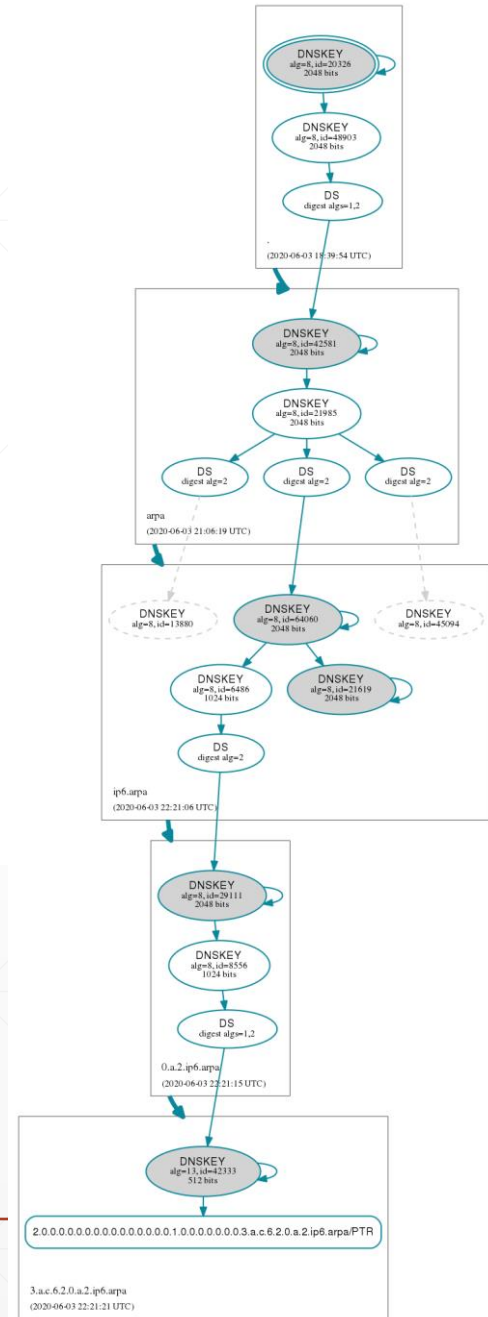 DNSKEY
alg=8, id=20326
2048 bits
DNSKEY
alg=8, id=48903
2048 bits
DS
digest algs=1,2
.
(2020-06-03 18:39:54 UTC)
DNSKEY
alg=8, id=42581
2048 bits
DNSKEY
alg=8, id=21985
2048 bits
DS
digest alg=2
DS
digest alg=2
DS
digest alg=2
arpa
(2020-06-03 21:06:19 UTC)
DNSKEY
alg=8, id=13880
DNSKEY
alg=8, id=64060
2048 bits
DNSKEY
alg=8, id=45094
DNSKEY
alg=8, id=6486
1024 bits
DNSKEY
alg=8, id=21619
2048 bits
DS
digest alg=2
ip6.arpa
(2020-06-03 22:21:06 UTC)
DNSKEY
alg=8, id=29111
2048 bits
DNSKEY
alg=8, id=8556
1024 bits
DS
digest algs=1,2
0.a.2.ip6.arpa
(2020-06-03 22:21:15 UTC)
DNSKEY
alg=13, id=42333
512 bits
2.0.0.0.0.0.0.0.0.0.0.0.0.0.0.0.1.0.0.0.0.0.0.0.3.a.c.6.2.0.a.2.ip6.arpa/PTR
3.a.c.6.2.0.a.2.ip6.arpa
(2020-06-03 22:21:21 UTC)